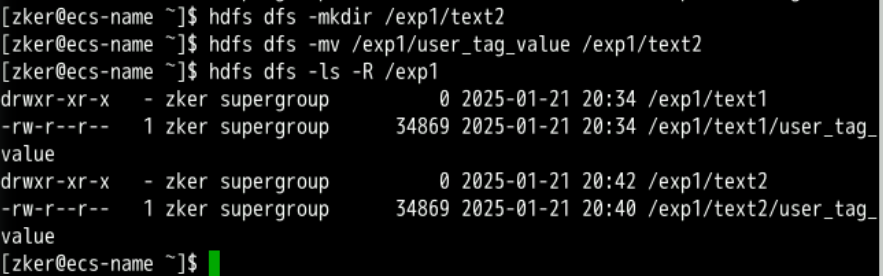 [zker@ecs-name ~]$ hdfs dfs -mkdir /exp1/text2
[zker@ecs-name ~]$ hdfs dfs -mv /exp1/user_tag_value /exp1/text2
[zker@ecs-name ~]$ hdfs dfs -ls -R /exp1
drwxr-xr-x   - zker supergroup          0 2025-01-21 20:34 /exp1/text1
-rw-r--r--   1 zker supergroup      34869 2025-01-21 20:34 /exp1/text1/user_tag_
value
drwxr-xr-x   - zker supergroup          0 2025-01-21 20:42 /exp1/text2
-rw-r--r--   1 zker supergroup      34869 2025-01-21 20:40 /exp1/text2/user_tag_
value
[zker@ecs-name ~]$